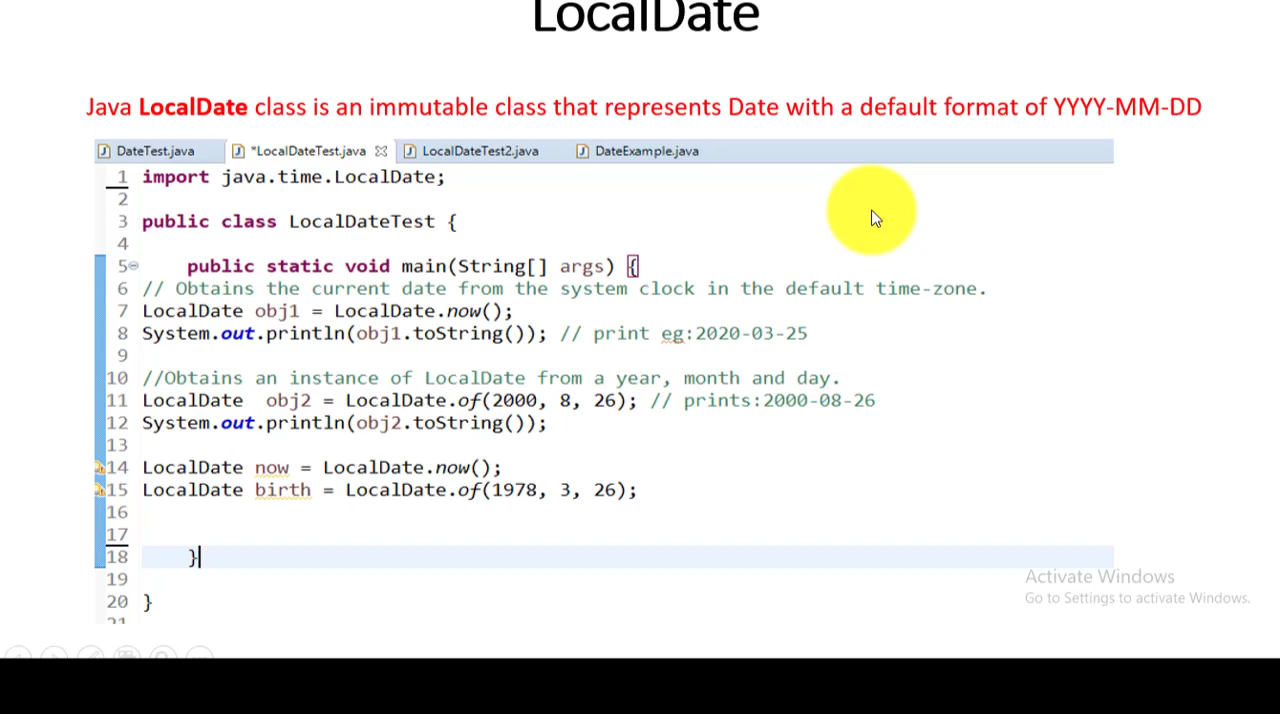 LocalDate
Java LocalDate class is an immutable class that represents Date with a default format of YYYY-MM-DD
DateTest.java *LocalDateTest.java LocalDateTest2.java DateExample.java
1 import java.time.LocalDate;
2
3 public class LocalDateTest {
4
5 public static void main(String[] args) {
6 // Obtains the current date from the system clock in the default time-zone.
7 LocalDate obj1 = LocalDate.now();
8 System.out.println(obj1.toString()); // print eg:2020-03-25
9
10 //Obtains an instance of LocalDate from a year, month and day.
11 LocalDate  obj2 = LocalDate.of(2000, 8, 26); // prints:2000-08-26
12 System.out.println(obj2.toString());
13
14 LocalDate now = LocalDate.now();
15 LocalDate birth = LocalDate.of(1978, 3, 26);
16
17
18 }
19
20 }
21
Activate Windows
Go to Settings to activate Windows.